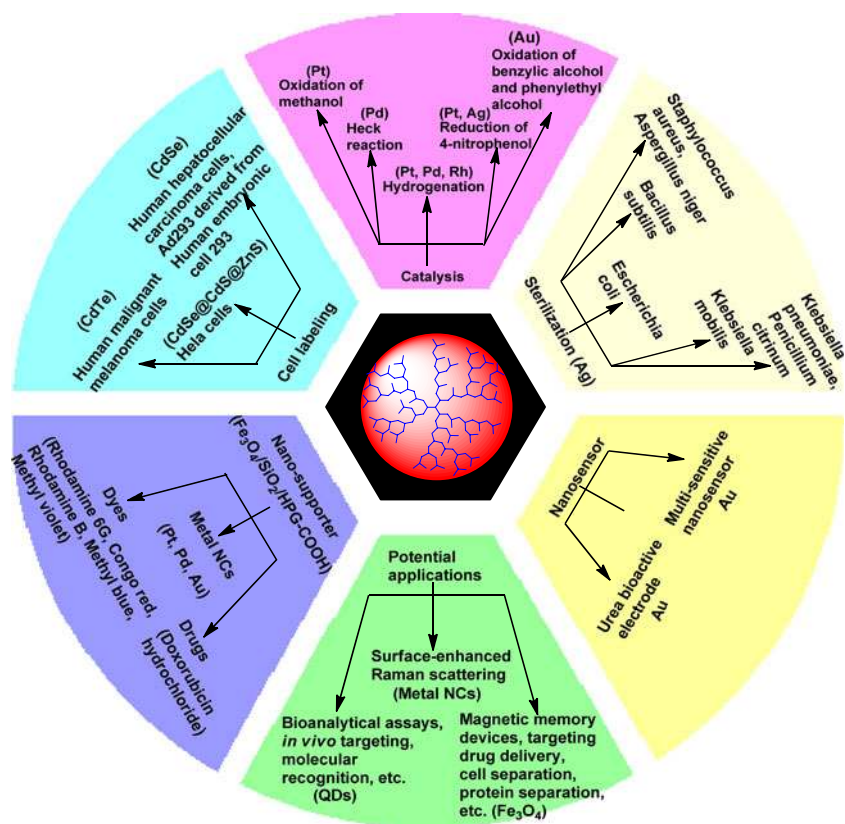 (Pt)
Oxidation of
methanol
(Pd)
Heck
reaction
(Pt, Pd, Rh)
Hydrogenation
(Pt, Ag)
Reduction of
4-nitrophenol
(Au)
Oxidation of
benzylic alcohol
and phenylethyl
alcohol
Catalysis
Staphylococcus
aureus,
Aspergillus niger
Bacillus
subtilis
Escherichia
coli
Klebsiella
mobilis
Klebsiella
pneumoniae,
Penicillium
citrinum
Sterilization (Ag)
Nanosensor
Multi-sensitive
nanosensor
Au
Urea bioactive
electrode
Au
Potential
applications
Surface-enhanced
Raman scattering
(Metal NCs)
Bioanalytical assays,
in vivo targeting,
molecular
recognition, etc.
(QDs)
Magnetic memory
devices, targeting
drug delivery,
cell separation,
protein separation,
etc. (Fe₃O₄)
Nano-supporter
(Fe₃O₄/SiO₂/HPG-COOH)
Dyes
(Rhodamine 6G, Congo red,
Rhodamine B, Methyl blue,
Methyl violet)
Metal NCs
(Pt, Pd, Au)
Drugs
(Doxorubicin
hydrochloride)
(CdSe)
Human hepatocellular
carcinoma cells,
Ad293 derived from
Human embryonic
cell 293
(CdSe@CdS@ZnS)
Hela cells
(CdTe)
Human malignant
melanoma cells
Cell labeling